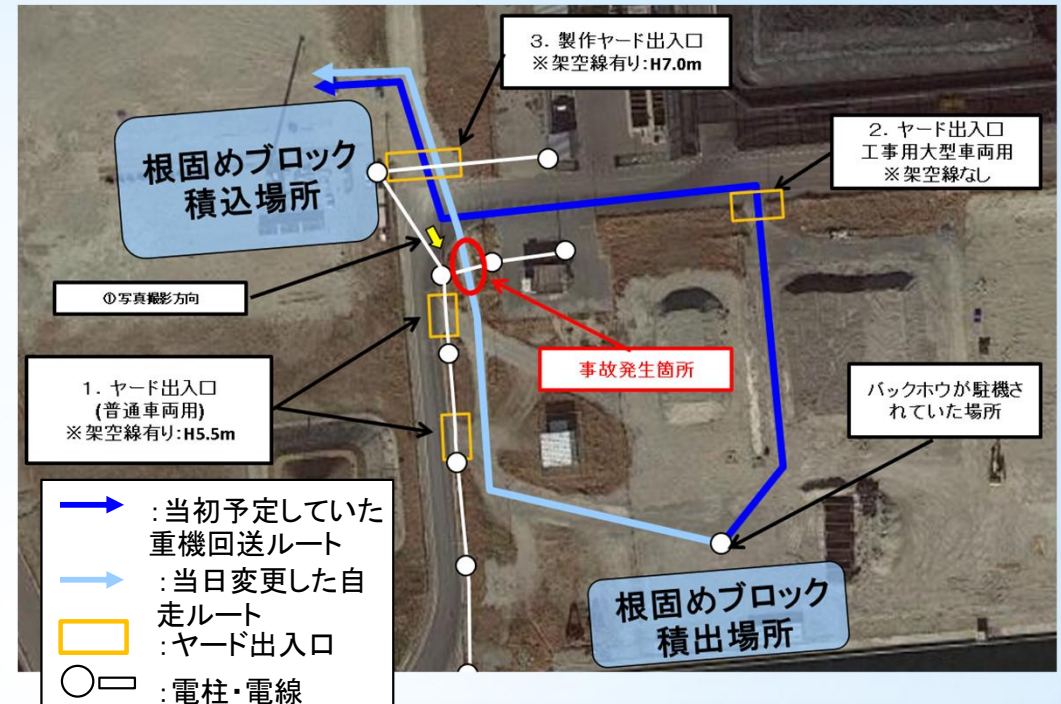 3. 製作ヤード出入口
※架空線有り:H7.0m
2. ヤード出入口
工事用大型車両用
※架空線なし
根固めブロック
積込場所
①写真撮影方向
事故発生箇所
1. ヤード出入口
(普通車両用)
※架空線有り:H5.5m
バックホウが駐機さ
れていた場所
根固めブロック
積出場所
:当初予定していた
重機回送ルート
:当日変更した自
走ルート
:ヤード出入口
:電柱・電線